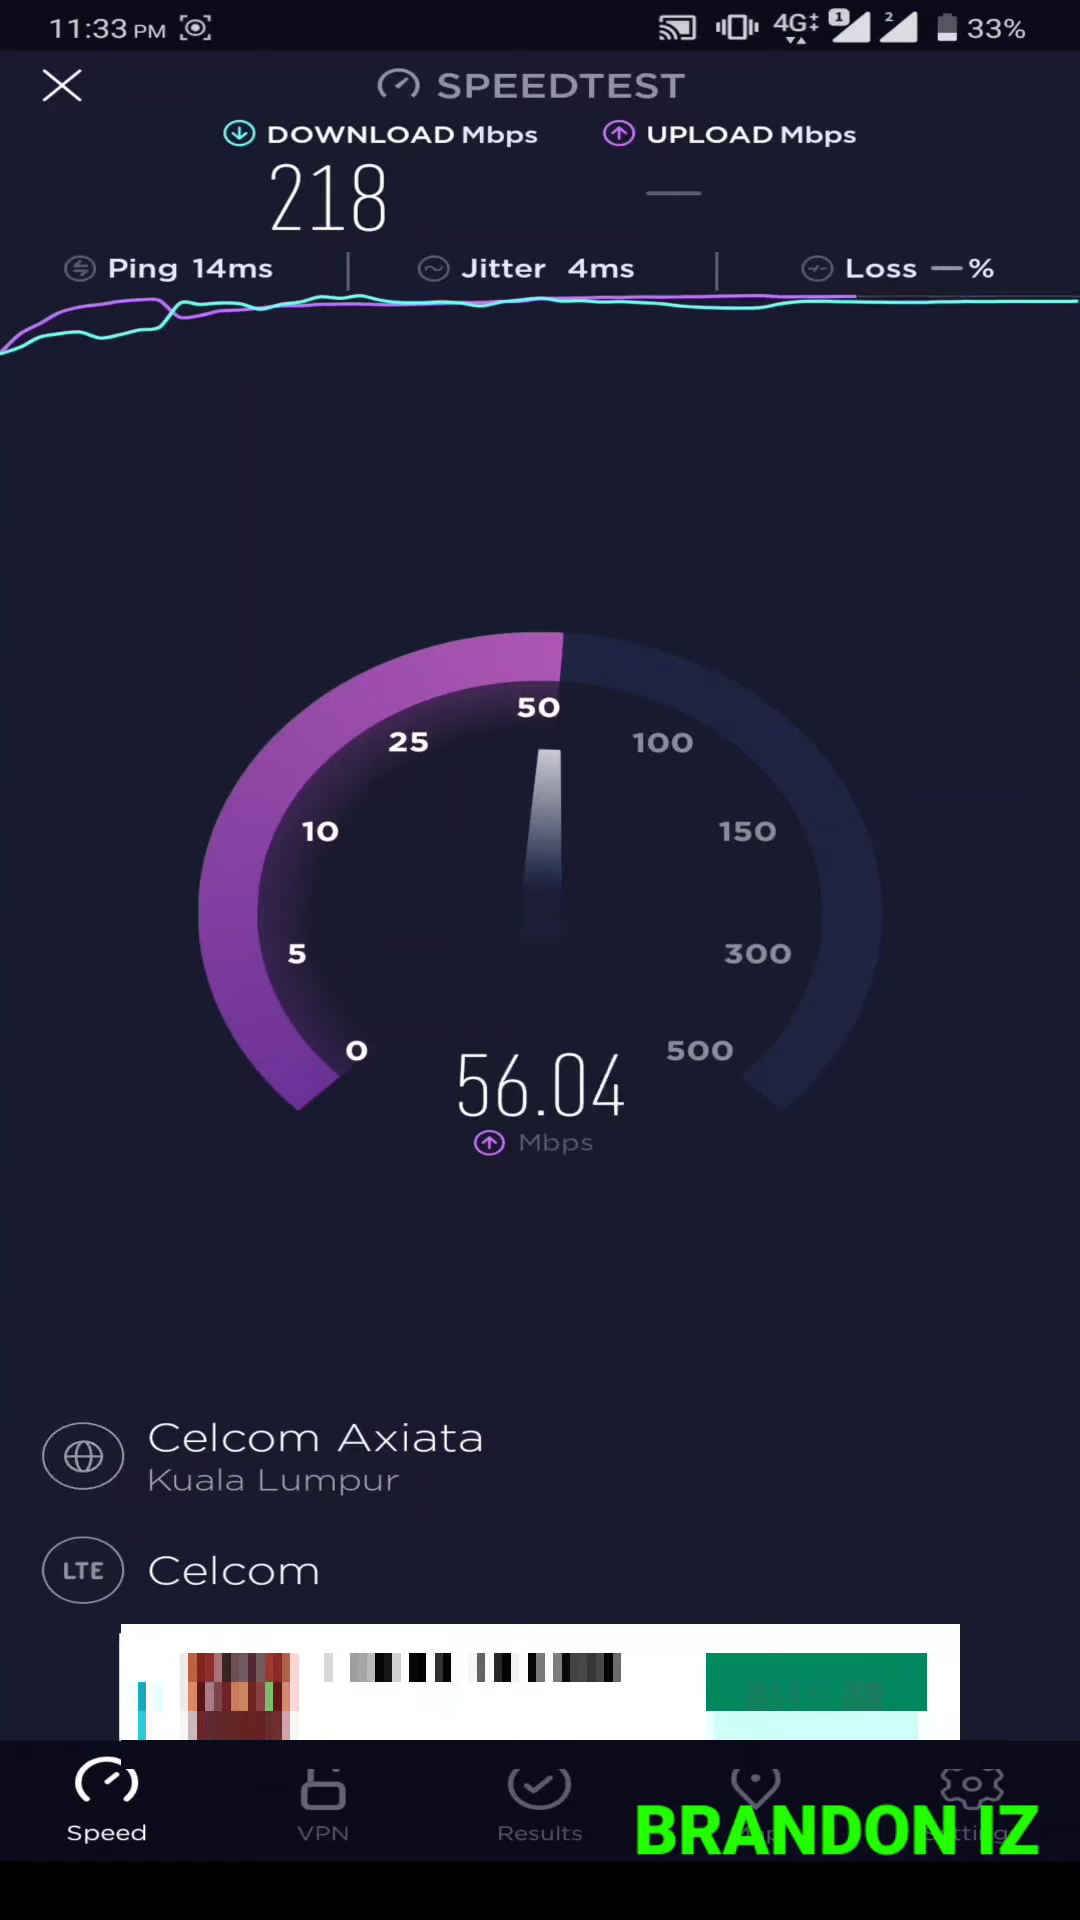 11:33 PM 4G+ 1 2 33%
SPEEDTEST
DOWNLOAD Mbps UPLOAD Mbps
218 —
Ping 14ms Jitter 4ms Loss — %
50
25 100
10 150
5 300
0 500
56.04
Mbps
Celcom Axiata
Kuala Lumpur
LTE Celcom
Speed VPN Results
BRANDON IZ